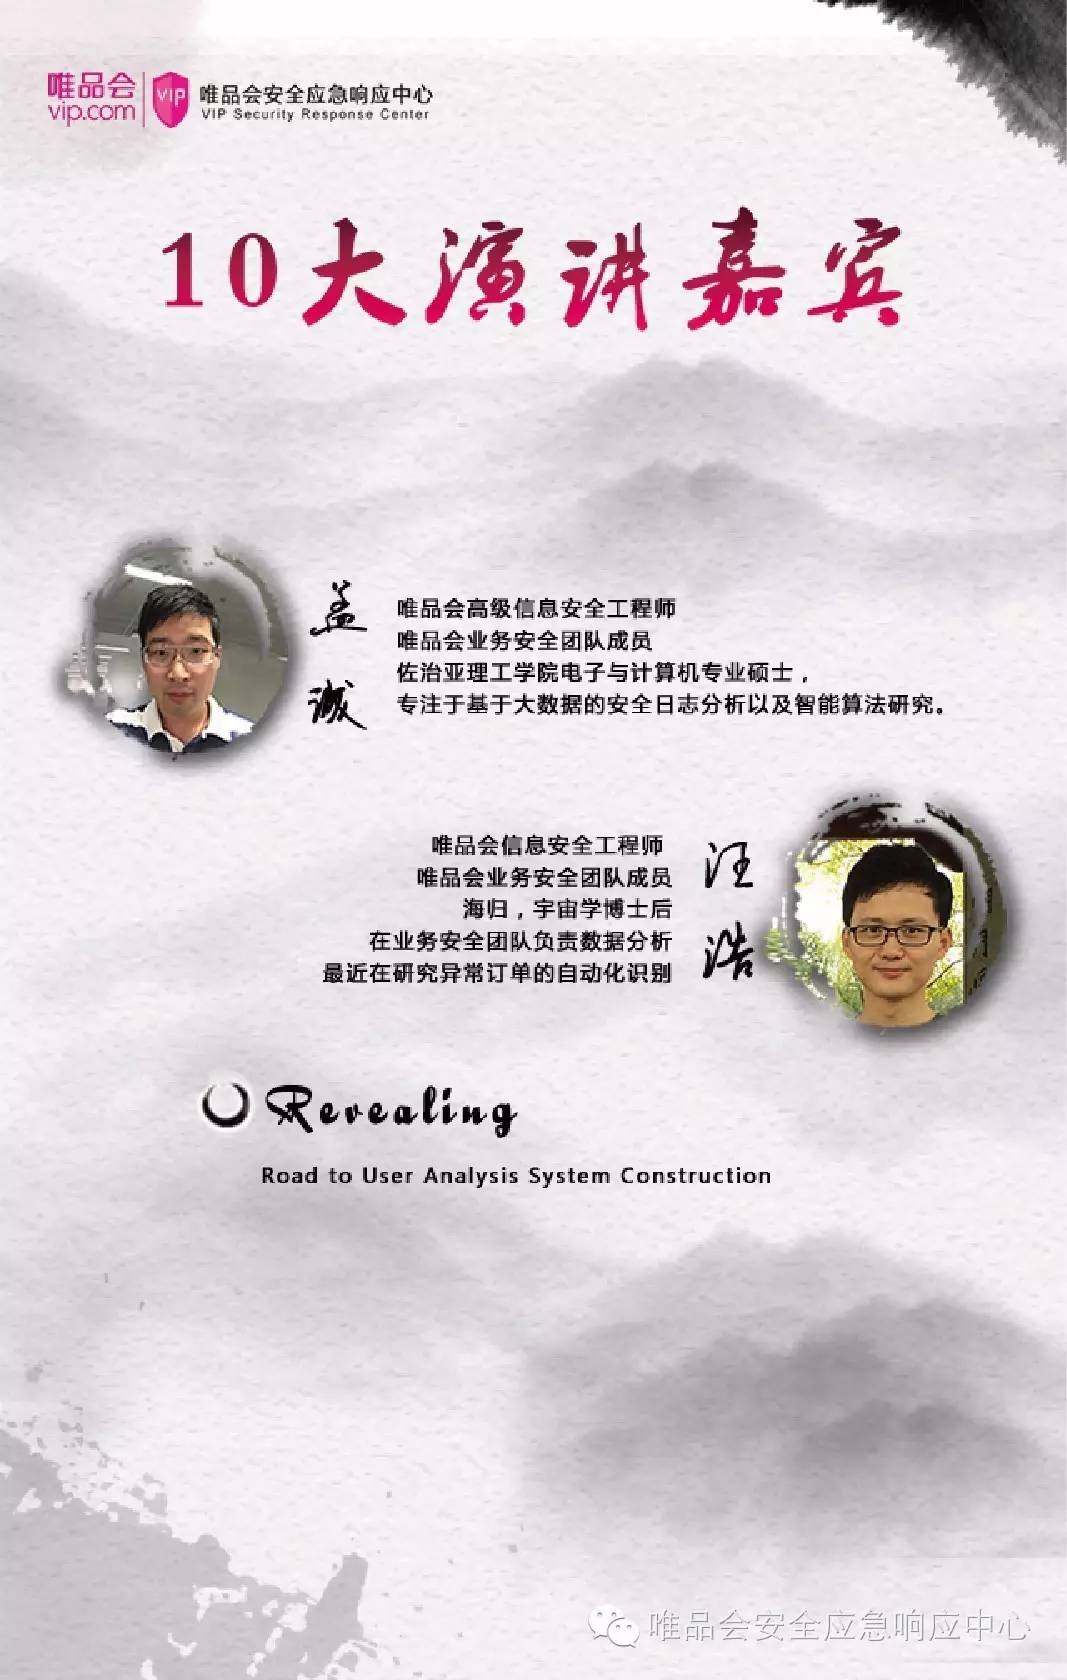 唯品会
vip.com
VIP
唯品会安全应急响应中心
VIP Security Response Center
10大演讲嘉宾
盖诚
唯品会高级信息安全工程师
唯品会业务安全团队成员
佐治亚理工学院电子与计算机专业硕士，
专注于基于大数据的安全日志分析以及智能算法研究。
唯品会信息安全工程师
唯品会业务安全团队成员
海归，宇宙学博士后
在业务安全团队负责数据分析
最近在研究异常订单的自动化识别
汪浩
Revealing
Road to User Analysis System Construction
唯品会安全应急响应中心